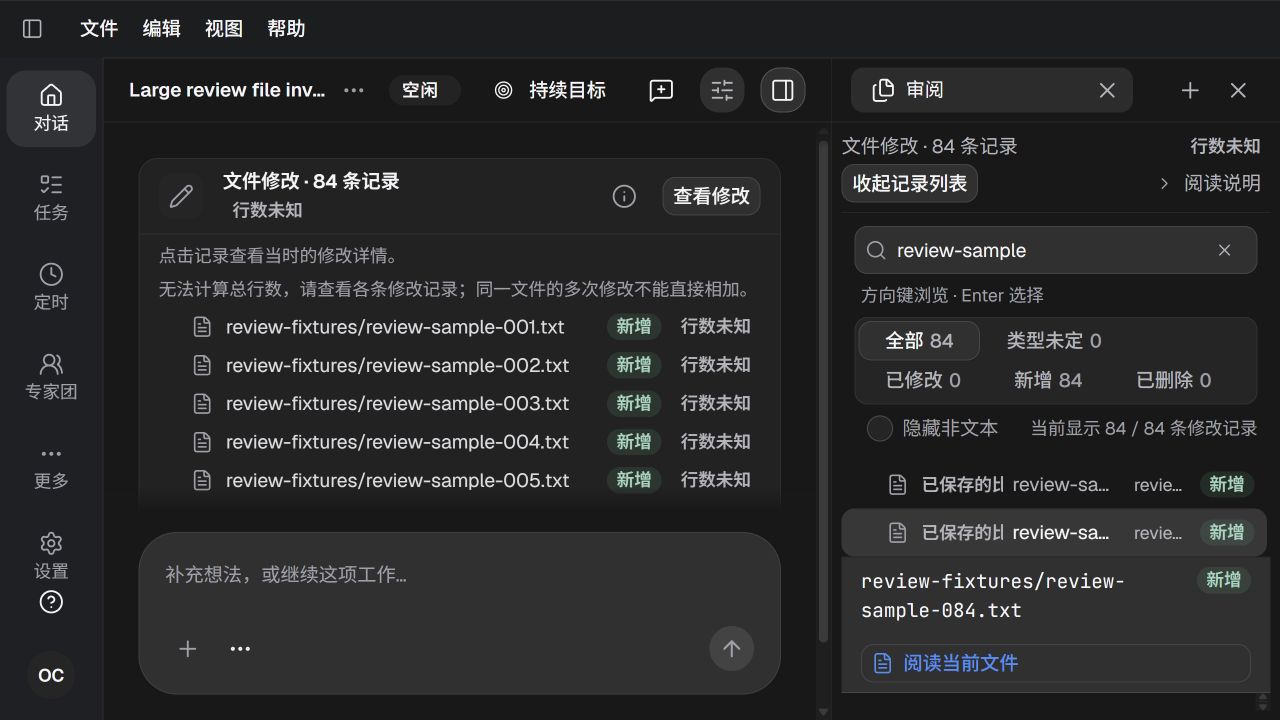 文件 编辑 视图 帮助
对话
任务
定时
专家团
更多
设置
OC
Large review file inv... ··· 空闲 持续目标
文件修改 · 84 条记录
行数未知
查看修改
点击记录查看当时的修改详情。
无法计算总行数，请查看各条修改记录；同一文件的多次修改不能直接相加。
review-fixtures/review-sample-001.txt 新增 行数未知
review-fixtures/review-sample-002.txt 新增 行数未知
review-fixtures/review-sample-003.txt 新增 行数未知
review-fixtures/review-sample-004.txt 新增 行数未知
review-fixtures/review-sample-005.txt 新增 行数未知
补充想法，或继续这项工作...
审阅
文件修改 · 84 条记录 行数未知
收起记录列表 阅读说明
review-sample
方向键浏览 · Enter 选择
全部 84 类型未定 0
已修改 0 新增 84 已删除 0
隐藏非文本 当前显示 84 / 84 条修改记录
已保存的 review-sa... revie... 新增
已保存的 review-sa... revie... 新增
review-fixtures/review-
sample-084.txt 新增
阅读当前文件